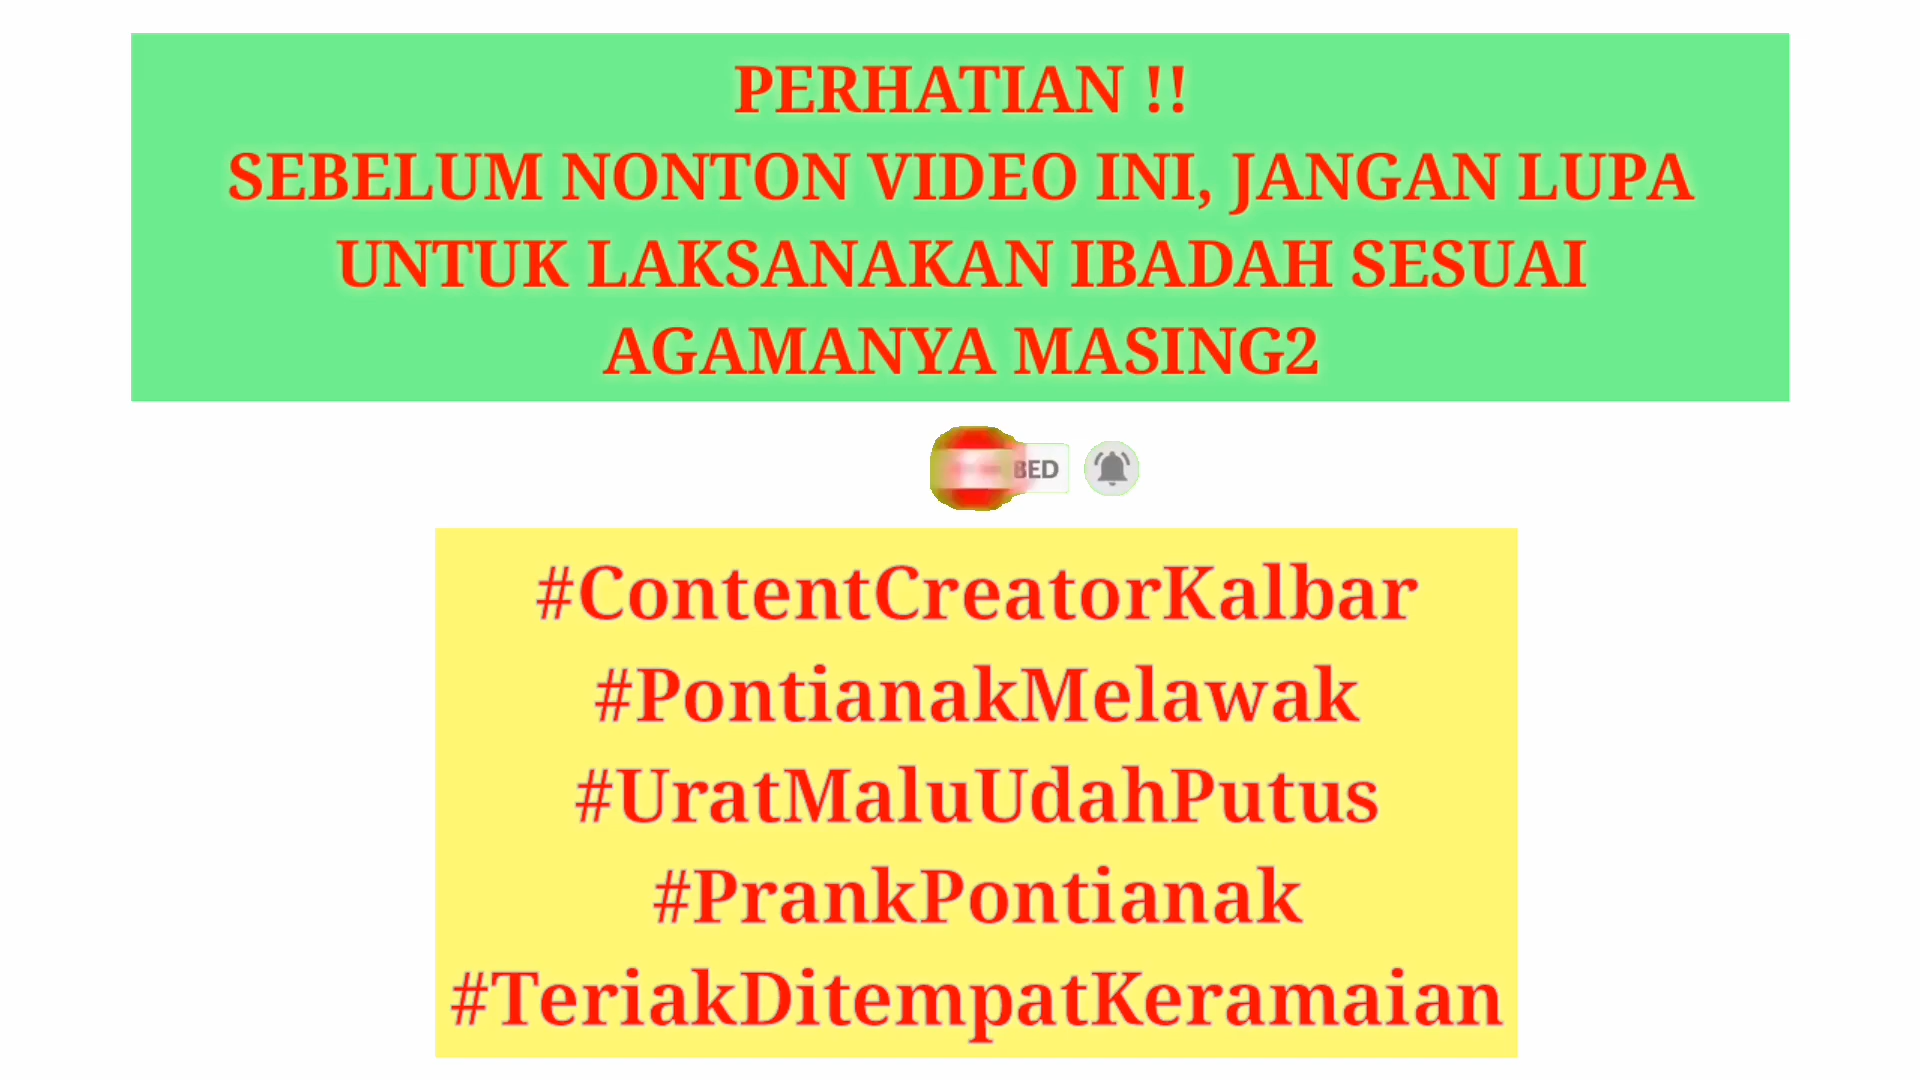 PERHATIAN !!
SEBELUM NONTON VIDEO INI, JANGAN LUPA
UNTUK LAKSANAKAN IBADAH SESUAI
AGAMANYA MASING2
BED
#ContentCreatorKalbar
#PontianakMelawak
#UratMaluUdahPutus
#PrankPontianak
#TeriakDitempatKeramaian